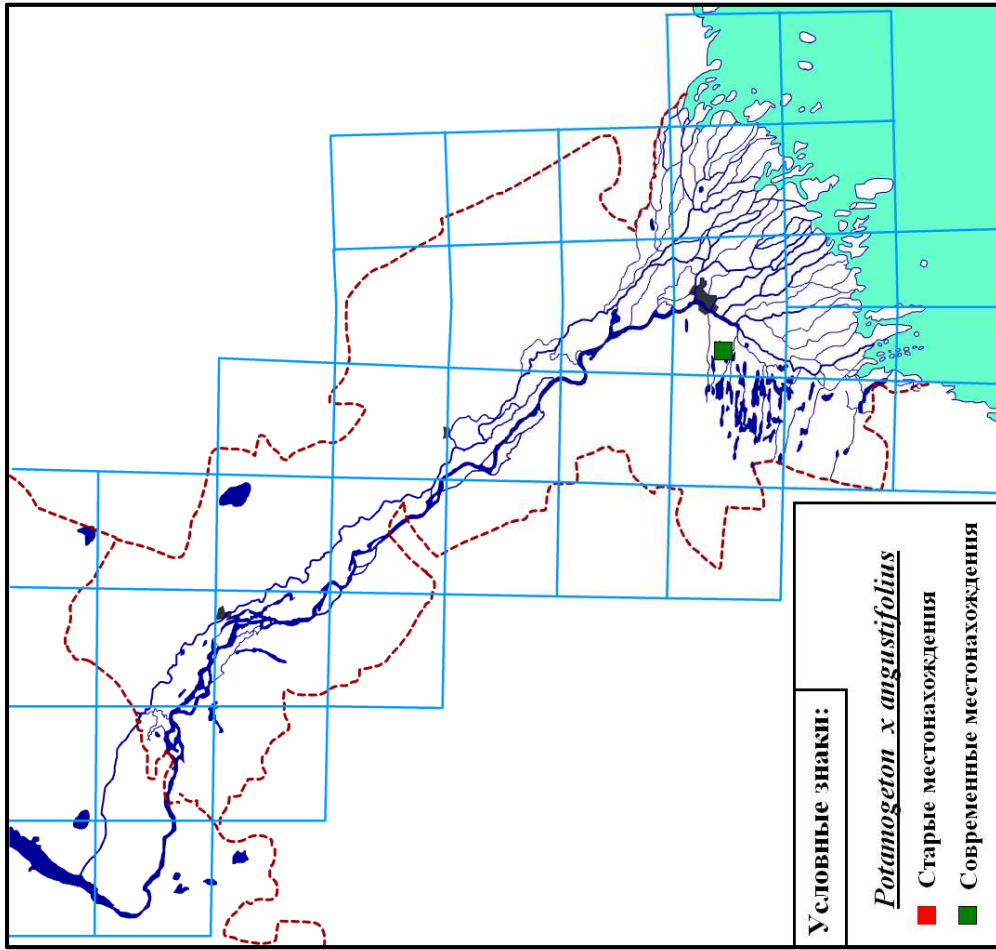 Условные знаки:
Potamogeton x angustifolius
Старые местонахождения
Современные местонахождения